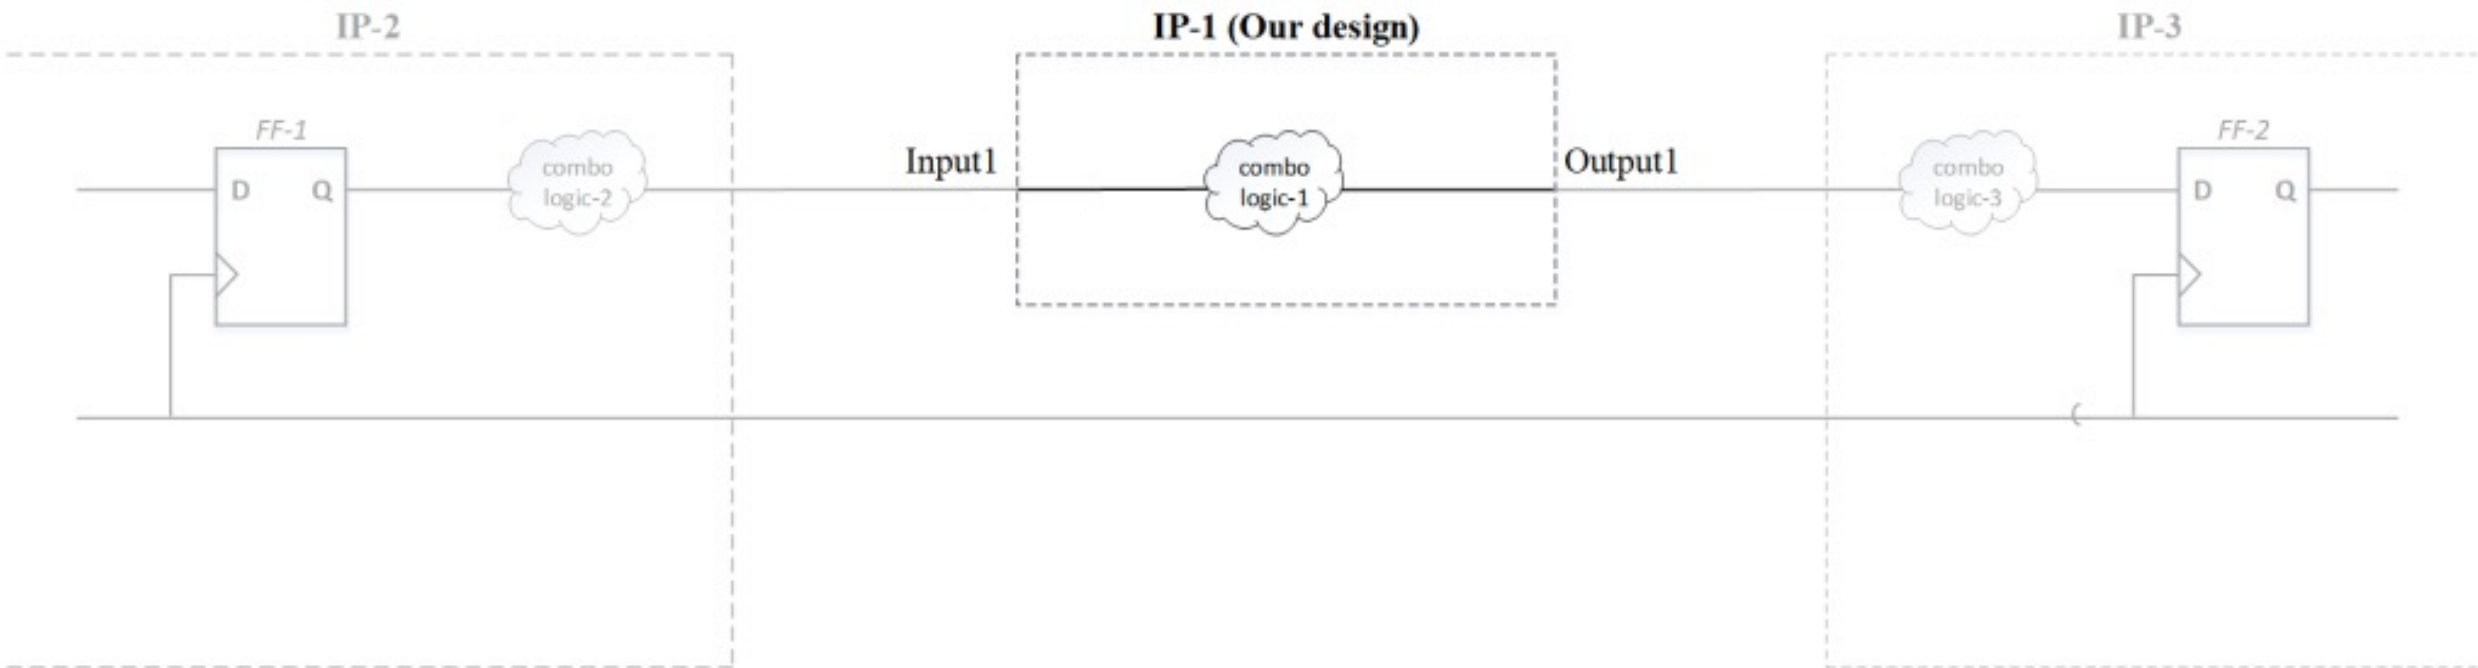 IP-2
IP-1 (Our design)
IP-3
FF-1
D Q
combo
logic-2
Input1
combo
logic-1
Output1
combo
logic-3
FF-2
D Q